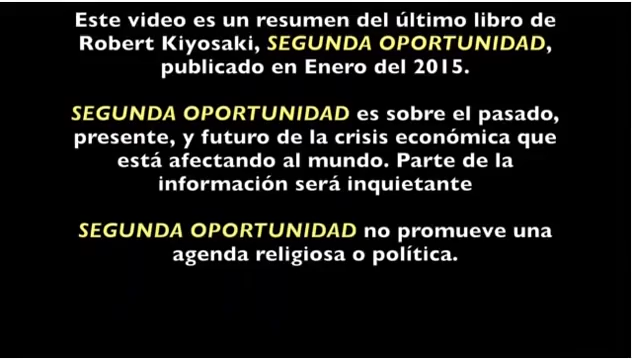 Este video es un resumen del último libro de
Robert Kiyosaki, SEGUNDA OPORTUNIDAD,
publicado en Enero del 2015.
SEGUNDA OPORTUNIDAD es sobre el pasado,
presente, y futuro de la crisis económica que
está afectando al mundo. Parte de la
información será inquietante
SEGUNDA OPORTUNIDAD no promueve una
agenda religiosa o política.